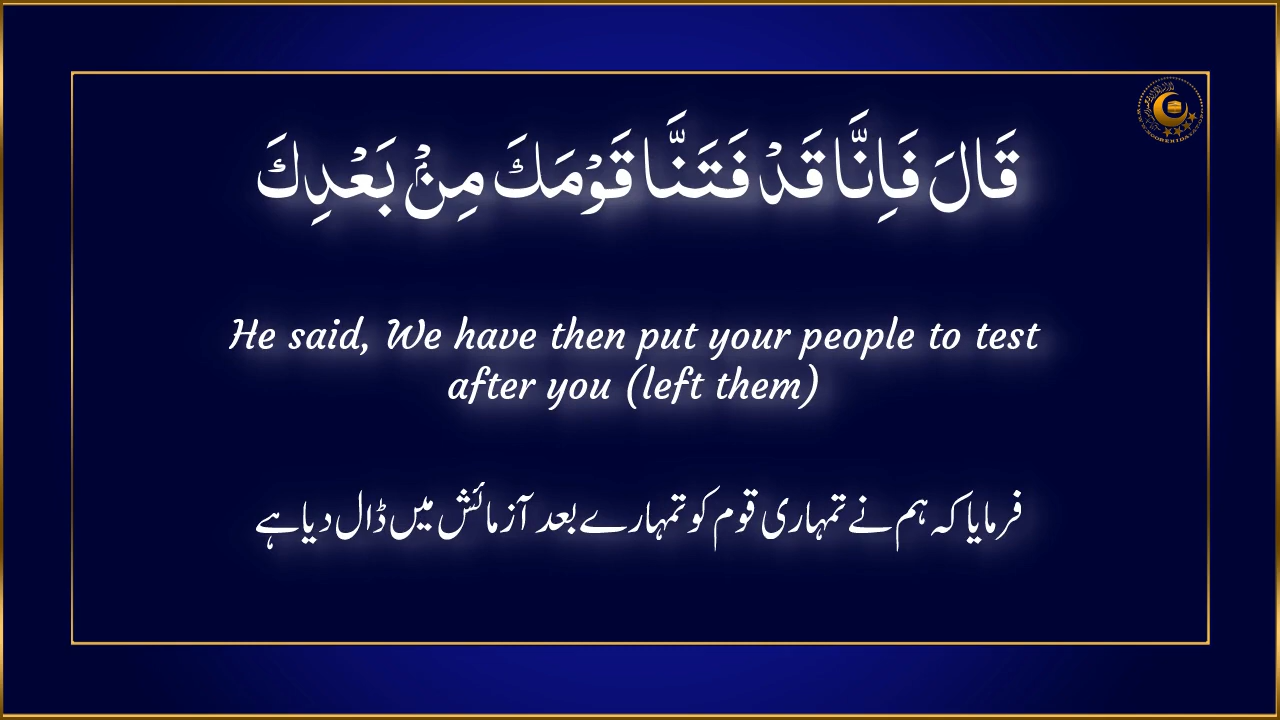 قَالَ فَاِنَّا قَدْ فَتَنَّا قَوْمَكَ مِنْۢ بَعْدِكَ
He said, We have then put your people to test
after you (left them)
فرمایا کہ ہم نے تمہاری قوم کو تمہارے بعد آزمائش میں ڈال دیا ہے